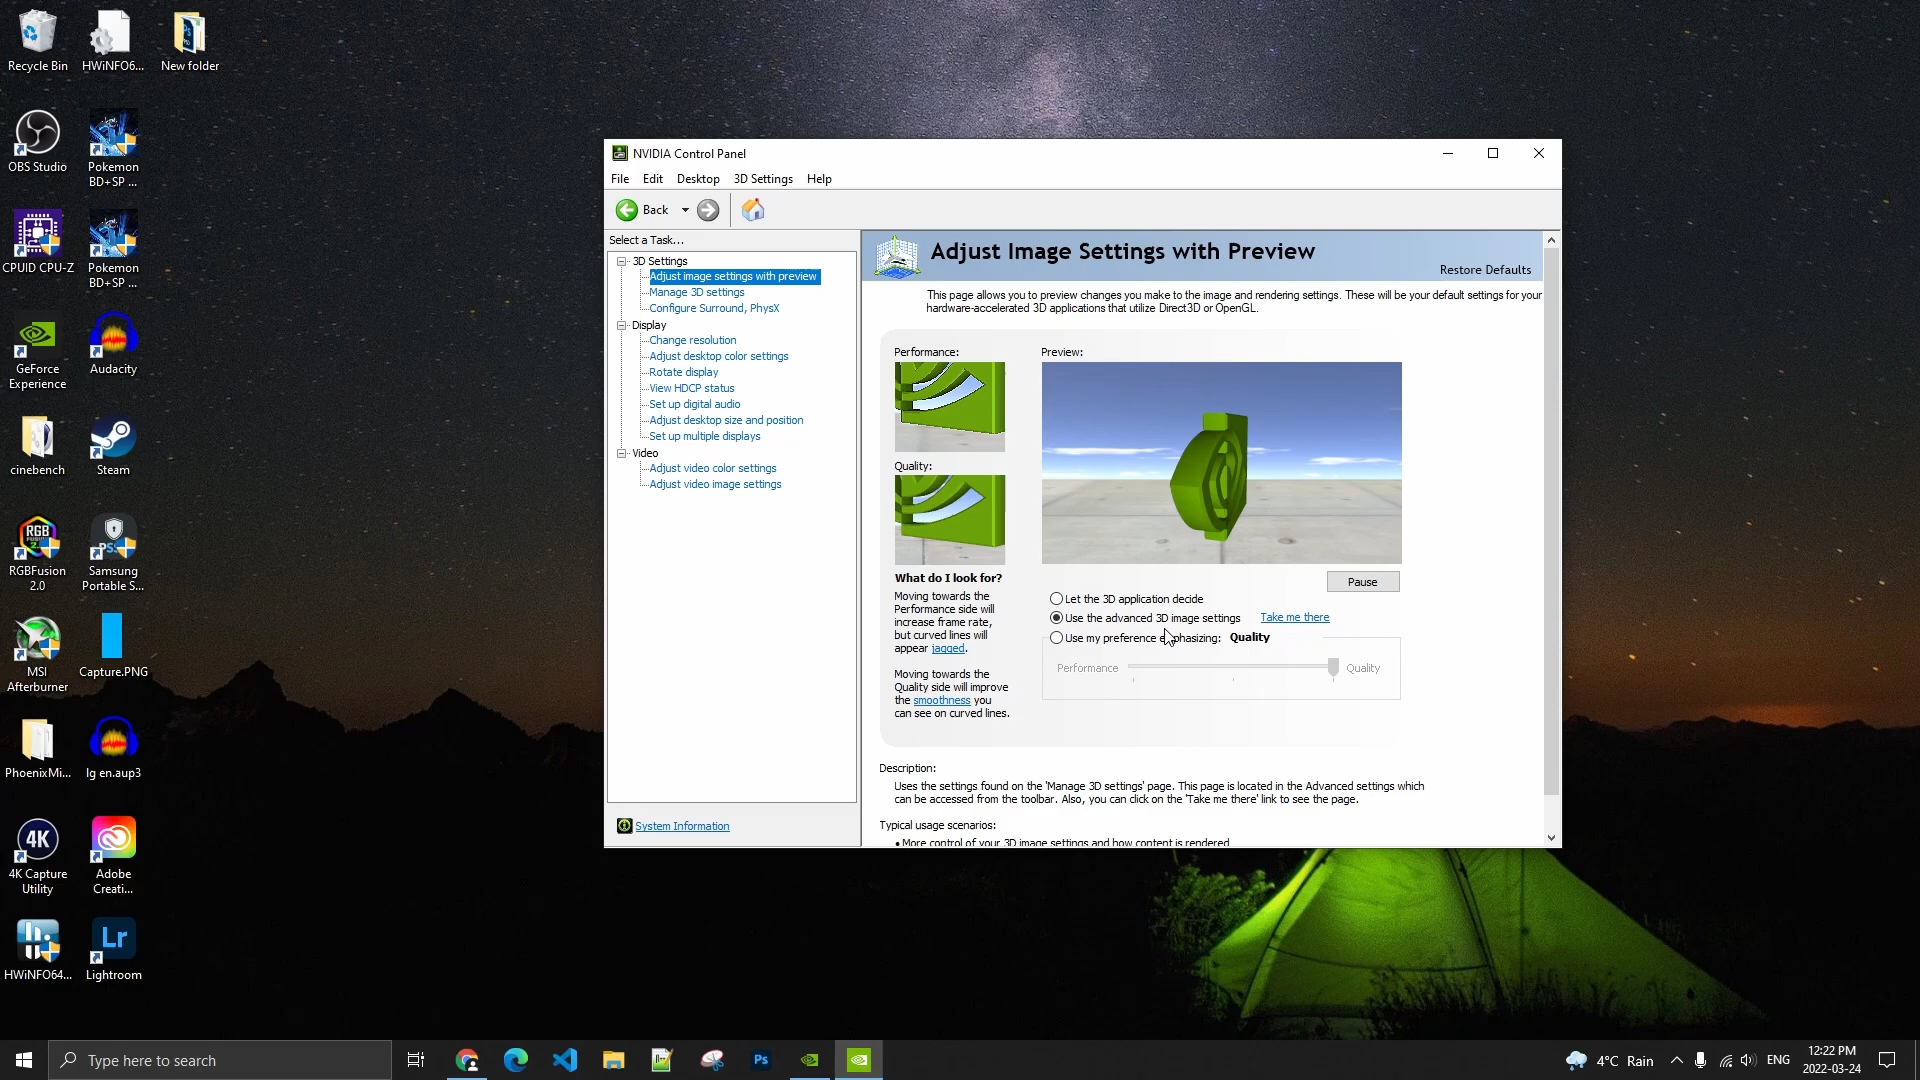 Recycle Bin
HWiNFO6...
New folder
OBS Studio
Pokemon
BD+SP ...
CPUID CPU-Z
Pokemon
BD+SP ...
GeForce
Experience
Audacity
cinebench
Steam
RGBFusion
2.0
Samsung
Portable S...
MSI
Afterburner
Capture.PNG
PhoenixMi...
lg en.aup3
4K Capture
Utility
Adobe
Creati...
HWiNFO64...
Lightroom
NVIDIA Control Panel
File Edit Desktop 3D Settings Help
Back
Select a Task...
3D Settings
Adjust image settings with preview
Manage 3D settings
Configure Surround, PhysX
Display
Change resolution
Adjust desktop color settings
Rotate display
View HDCP status
Set up digital audio
Adjust desktop size and position
Set up multiple displays
Video
Adjust video color settings
Adjust video image settings
System Information
Adjust Image Settings with Preview
Restore Defaults
This page allows you to preview changes you make to the image and rendering settings. These will be your default settings for your
hardware-accelerated 3D applications that utilize Direct3D or OpenGL.
Performance:
Quality:
What do I look for?
Moving towards the
Performance side will
increase frame rate,
but curved lines will
appear jagged.
Moving towards the
Quality side will improve
the smoothness you
can see on curved lines.
Preview:
Pause
Let the 3D application decide
Use the advanced 3D image settings Take me there
Use my preference emphasizing: Quality
Performance Quality
Description:
Uses the settings found on the 'Manage 3D settings' page. This page is located in the Advanced settings which
can be accessed from the toolbar. Also, you can click on the 'Take me there' link to see the page.
Typical usage scenarios:
• More control of your 3D image settings and how content is rendered
Type here to search
4°C Rain
ENG
12:22 PM
2022-03-24